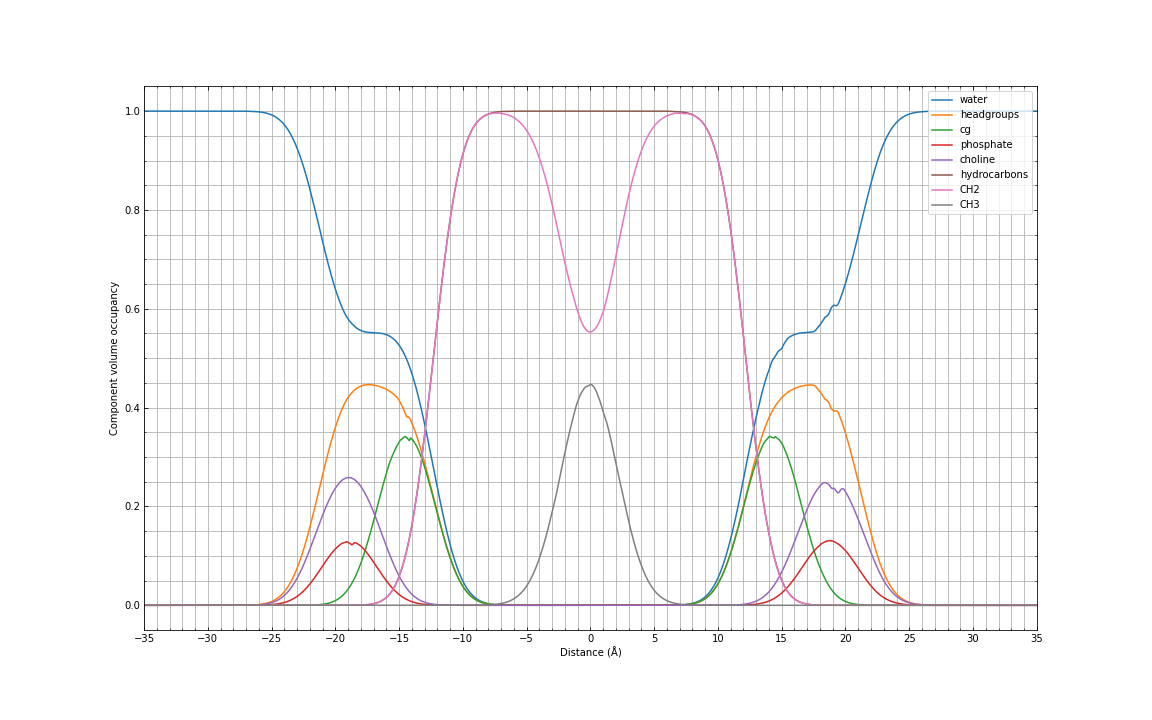 1.0
0.8
0.6
0.4
0.2
0.0
Component volume occupancy
−35 −30 −25 −20 −15 −10 −5 0 5 10 15 20 25 30 35
Distance (Å)
water
headgroups
cg
phosphate
choline
hydrocarbons
CH2
CH3